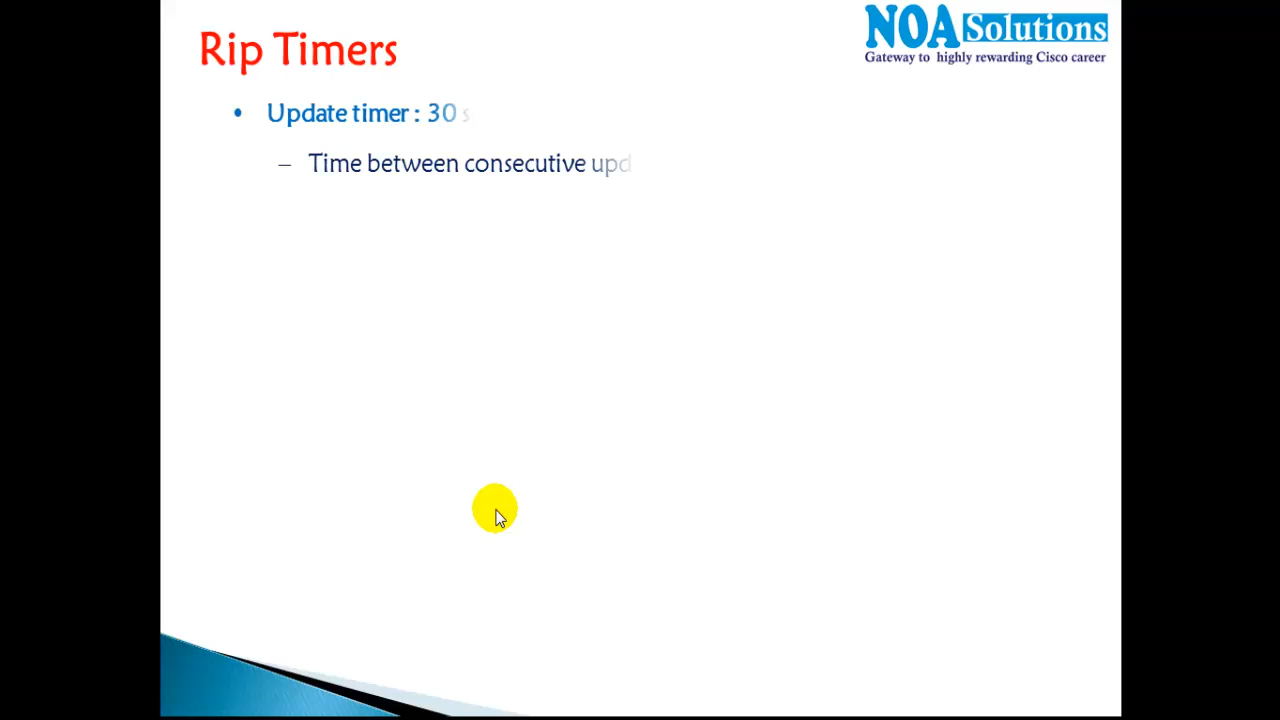 NOA Solutions
Gateway to highly rewarding Cisco career
Rip Timers
• Update timer : 30
– Time between consecutive upd